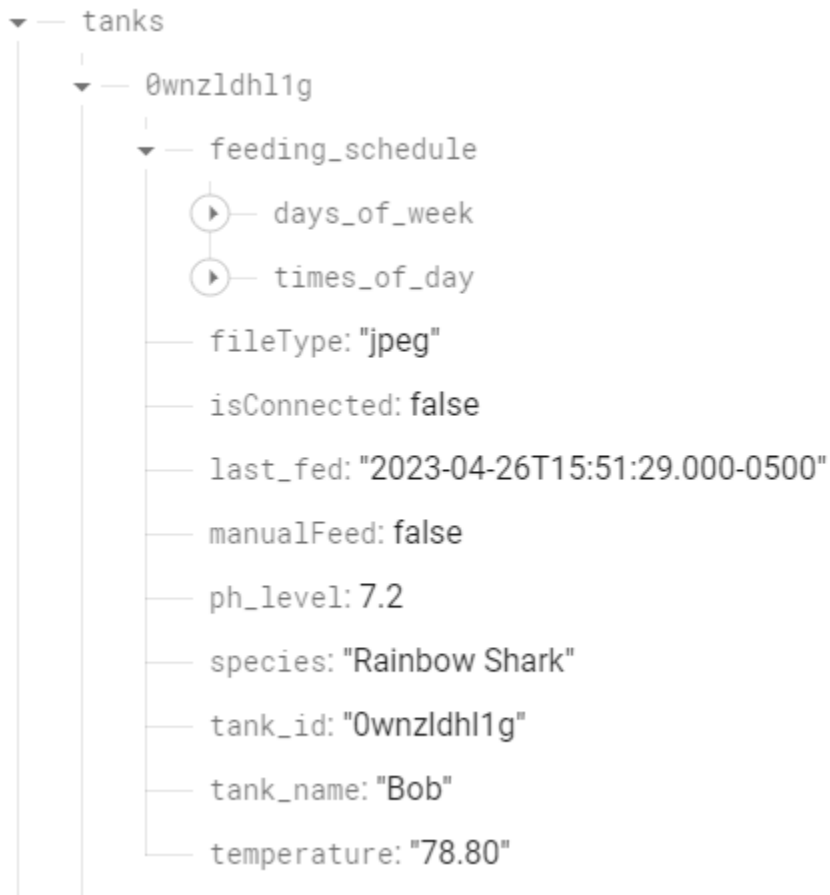 tanks
0wnzldhl1g
feeding_schedule
days_of_week
times_of_day
fileType: "jpeg"
isConnected: false
last_fed: "2023-04-26T15:51:29.000-0500"
manualFeed: false
ph_level: 7.2
species: "Rainbow Shark"
tank_id: "0wnzldhl1g"
tank_name: "Bob"
temperature: "78.80"